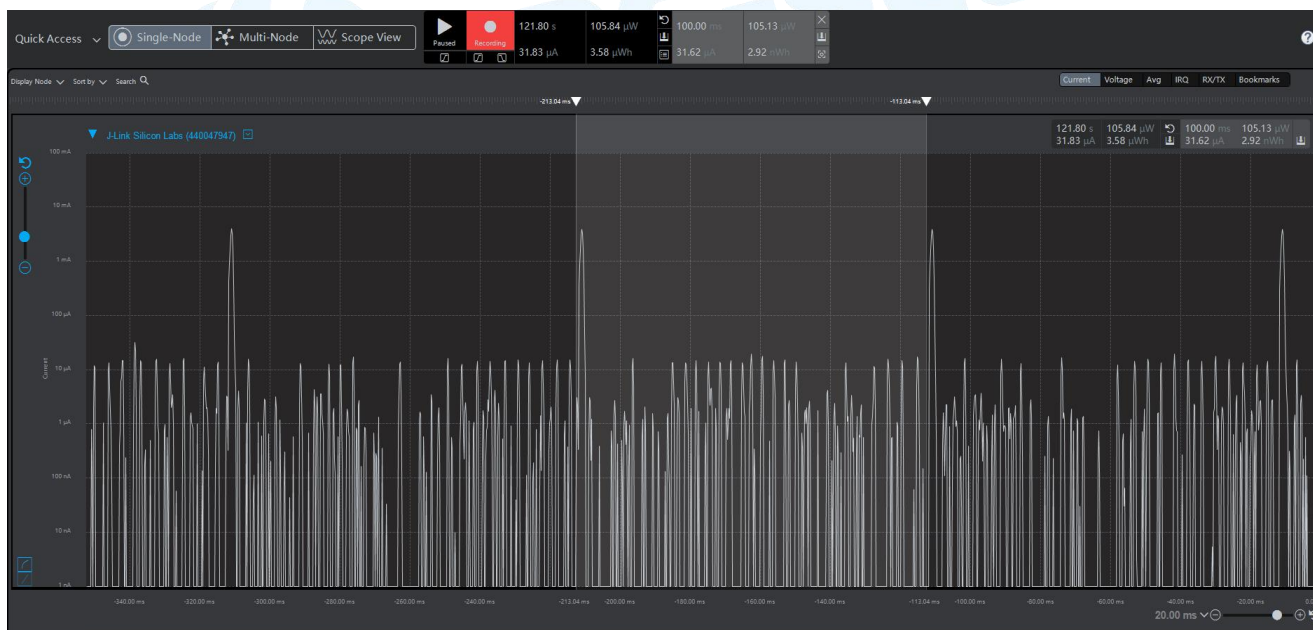 Quick Access
Single-Node
Multi-Node
Scope View
Paused
Recording
121.80 s
105.84 µW
31.83 µA
3.58 µWh
100.00 ms
105.13 µW
31.62 µA
2.92 nWh
?
Display Node
Sort by
Search
Current
Voltage
Avg
IRQ
RX/TX
Bookmarks
-213.04 ms
-113.04 ms
J-Link Silicon Labs (440047947)
121.80 s 105.84 µW
31.83 µA 3.58 µWh
100.00 ms 105.13 µW
31.62 µA 2.92 nWh
100 mA
10 mA
1 mA
100 µA
10 µA
1 µA
100 nA
10 nA
1 nA
Current
-340.00 ms
-320.00 ms
-300.00 ms
-280.00 ms
-260.00 ms
-240.00 ms
-213.04 ms
-200.00 ms
-180.00 ms
-160.00 ms
-140.00 ms
-113.04 ms
-100.00 ms
-80.00 ms
-60.00 ms
-40.00 ms
-20.00 ms
20.00 ms